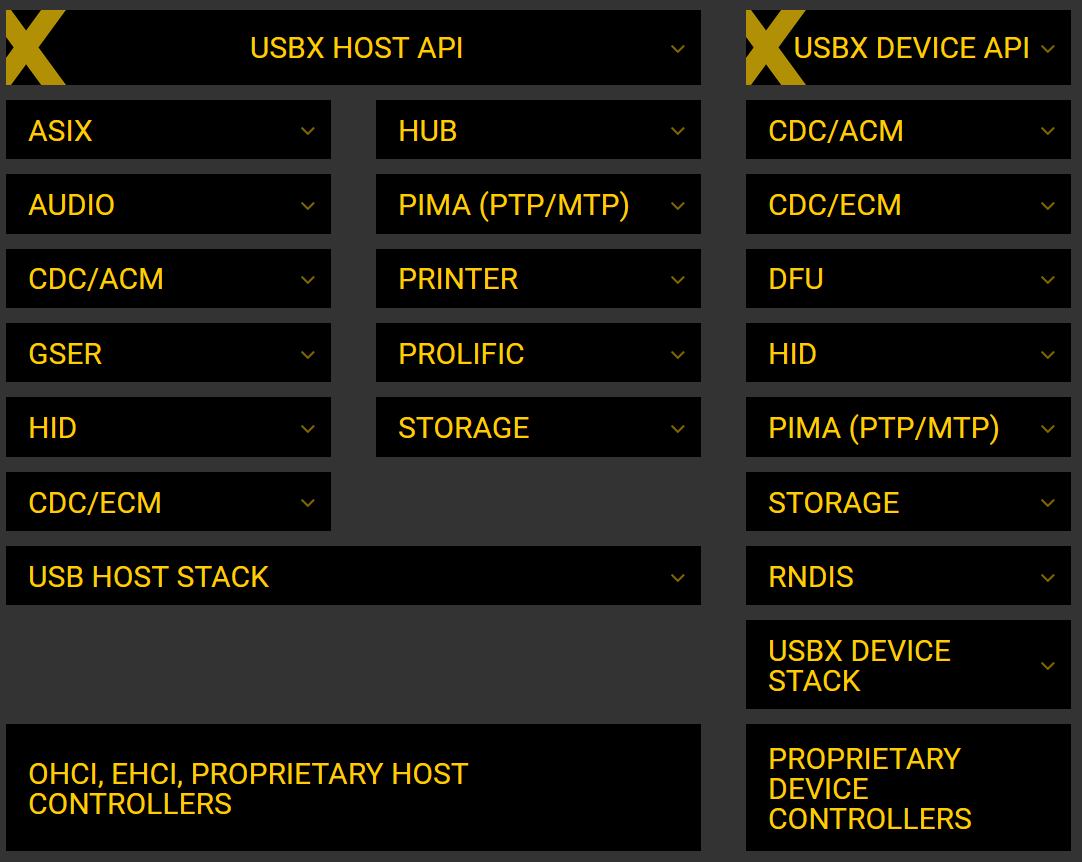 USBX HOST API
USBX DEVICE API
ASIX
HUB
CDC/ACM
AUDIO
PIMA (PTP/MTP)
CDC/ECM
CDC/ACM
PRINTER
DFU
GSER
PROLIFIC
HID
HID
STORAGE
PIMA (PTP/MTP)
CDC/ECM
STORAGE
USB HOST STACK
RNDIS
USBX DEVICE
STACK
OHCI, EHCI, PROPRIETARY HOST
CONTROLLERS
PROPRIETARY
DEVICE
CONTROLLERS